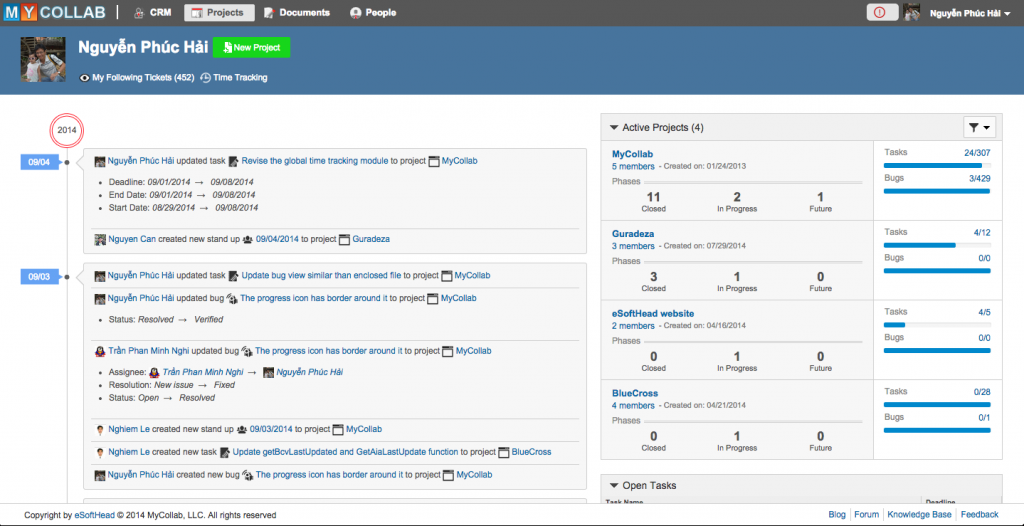 MY COLLAB
CRM
Projects
Documents
People
Nguyễn Phúc Hải
Nguyễn Phúc Hải
New Project
My Following Tickets (452)
Time Tracking
2014
09/04
Nguyễn Phúc Hải updated task Revise the global time tracking module to project MyCollab
Deadline: 09/01/2014 → 09/08/2014
End Date: 09/01/2014 → 09/08/2014
Start Date: 08/29/2014 → 09/08/2014
Nguyen Can created new stand up 09/04/2014 to project Guradeza
09/03
Nguyễn Phúc Hải updated task Update bug view similar than enclosed file to project MyCollab
Nguyễn Phúc Hải updated bug The progress icon has border around it to project MyCollab
Status: Resolved → Verified
Trần Phan Minh Nghi updated bug The progress icon has border around it to project MyCollab
Assignee: Trần Phan Minh Nghi → Nguyễn Phúc Hải
Resolution: New issue → Fixed
Status: Open → Resolved
Nghiem Le created new stand up 09/03/2014 to project MyCollab
Nghiem Le created new task Update getBcvLastUpdated and GetAiaLastUpdate function to project BlueCross
Nguyễn Phúc Hải created new bug The progress icon has border around it to project MyCollab
Active Projects (4)
MyCollab
5 members - Created on: 01/24/2013
Phases
11 2 1
Closed In Progress Future
Tasks 24/307
Bugs 3/429
Guradeza
3 members - Created on: 07/29/2014
Phases
3 1 0
Closed In Progress Future
Tasks 4/12
Bugs 0/0
eSoftHead website
2 members - Created on: 04/16/2014
Phases
0 1 0
Closed In Progress Future
Tasks 4/5
Bugs 0/0
BlueCross
4 members - Created on: 04/21/2014
Phases
0 1 0
Closed In Progress Future
Tasks 0/28
Bugs 0/1
Open Tasks
Task Name Deadline
Copyright by eSoftHead © 2014 MyCollab, LLC. All rights reserved
Blog Forum Knowledge Base Feedback